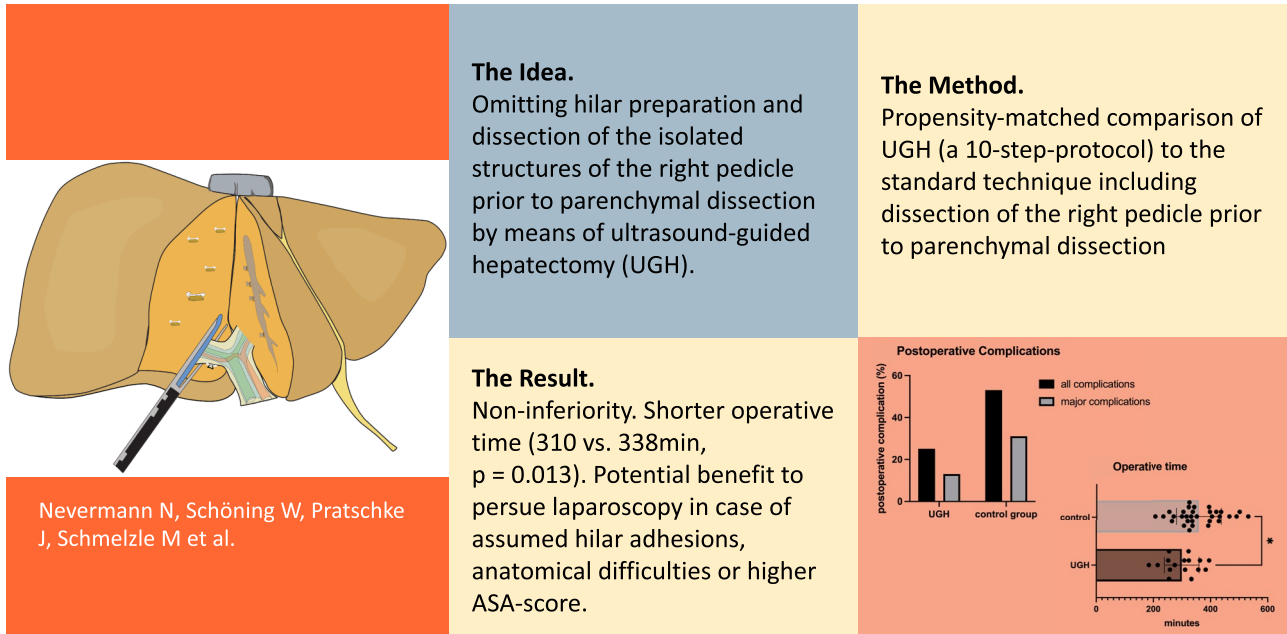 The Idea.
Omitting hilar preparation and
dissection of the isolated
structures of the right pedicle
prior to parenchymal dissection
by means of ultrasound-guided
hepatectomy (UGH).
The Method.
Propensity-matched comparison of
UGH (a 10-step-protocol) to the
standard technique including
dissection of the right pedicle prior
to parenchymal dissection
Nevermann N, Schöning W, Pratschke
J, Schmelzle M et al.
The Result.
Non-inferiority. Shorter operative
time (310 vs. 338min,
p = 0.013). Potential benefit to
persue laparoscopy in case of
assumed hilar adhesions,
anatomical difficulties or higher
ASA-score.
Postoperative Complications
postoperative complication (%)
60
40
20
0
UGH
control group
all complications
major complications
Operative time
control
UGH
*
0
200
400
600
minutes